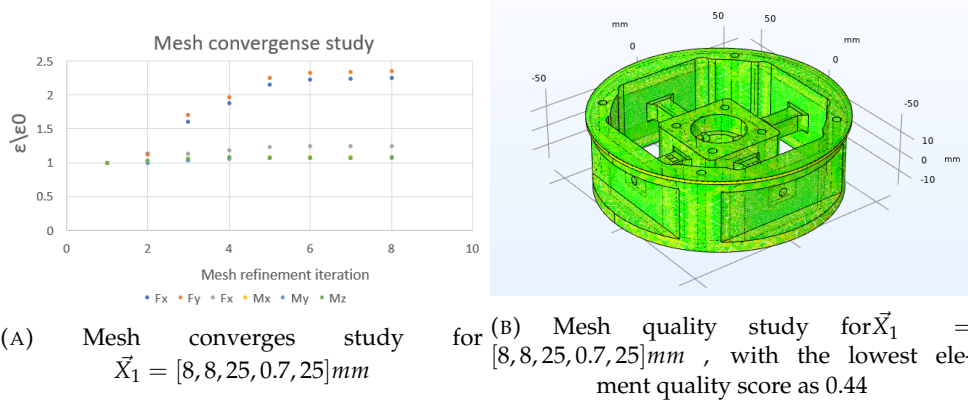 Mesh convergense study
2.5
2
1.5
1
0.5
0
ε\ε0
0 2 4 6 8 10
Mesh refinement iteration
Fx Fy Fx Mx My Mz
mm 50 50
0 mm
-50 0
-50
10
0 mm
-10
(A) Mesh converges study for
X⃗1 = [8, 8, 25, 0.7, 25]mm
(B) Mesh quality study forX⃗1 =
[8, 8, 25, 0.7, 25]mm , with the lowest ele-
ment quality score as 0.44